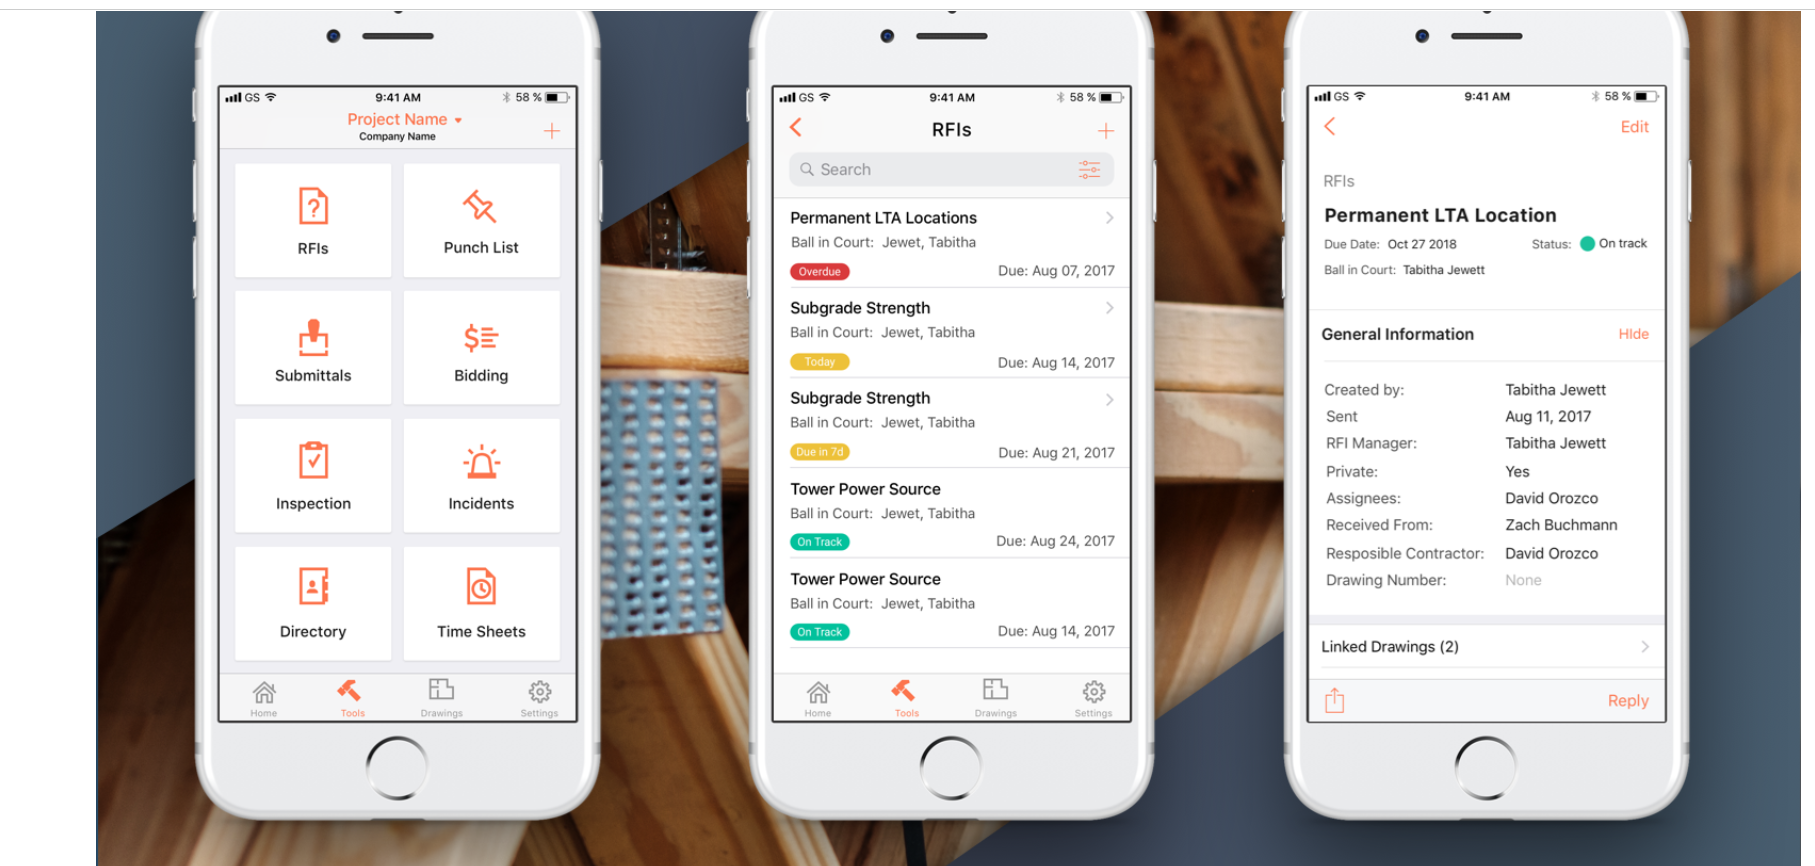 GS 9:41 AM 58 %
Project Name
Company Name
RFIs Punch List
Submittals Bidding
Inspection Incidents
Directory Time Sheets
Home Tools Drawings Settings
GS 9:41 AM 58 %
RFIs
Search
Permanent LTA Locations
Ball in Court: Jewet, Tabitha
Overdue Due: Aug 07, 2017
Subgrade Strength
Ball in Court: Jewet, Tabitha
Today Due: Aug 14, 2017
Subgrade Strength
Ball in Court: Jewet, Tabitha
Due in 7d Due: Aug 21, 2017
Tower Power Source
Ball in Court: Jewet, Tabitha
On Track Due: Aug 24, 2017
Tower Power Source
Ball in Court: Jewet, Tabitha
On Track Due: Aug 14, 2017
Home Tools Drawings Settings
GS 9:41 AM 58 %
Edit
RFIs
Permanent LTA Location
Due Date: Oct 27 2018 Status: On track
Ball in Court: Tabitha Jewett
General Information HIde
Created by: Tabitha Jewett
Sent Aug 11, 2017
RFI Manager: Tabitha Jewett
Private: Yes
Assignees: David Orozco
Received From: Zach Buchmann
Resposible Contractor: David Orozco
Drawing Number: None
Linked Drawings (2)
Reply